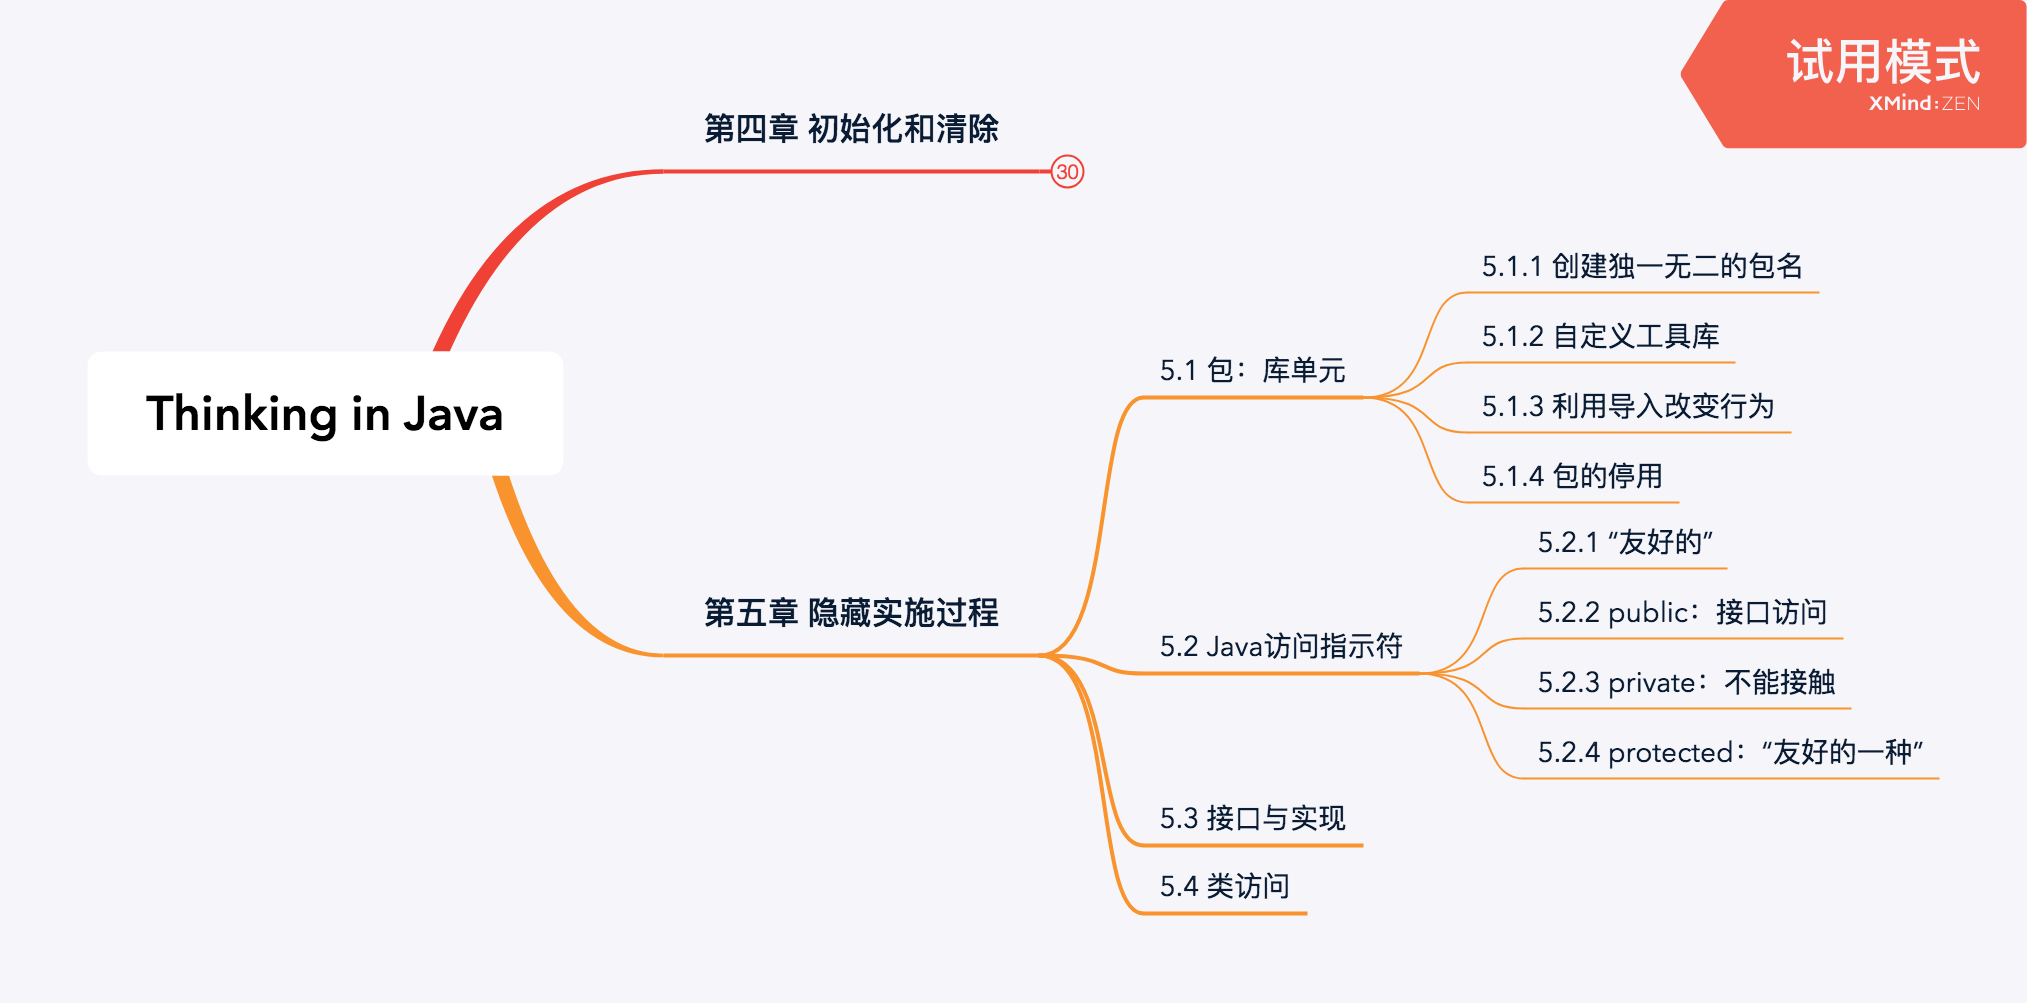 试用模式
XMind:ZEN
Thinking in Java
第四章 初始化和清除
30
第五章 隐藏实施过程
5.1 包：库单元
5.1.1 创建独一无二的包名
5.1.2 自定义工具库
5.1.3 利用导入改变行为
5.1.4 包的停用
5.2 Java访问指示符
5.2.1 “友好的”
5.2.2 public：接口访问
5.2.3 private：不能接触
5.2.4 protected：“友好的一种”
5.3 接口与实现
5.4 类访问